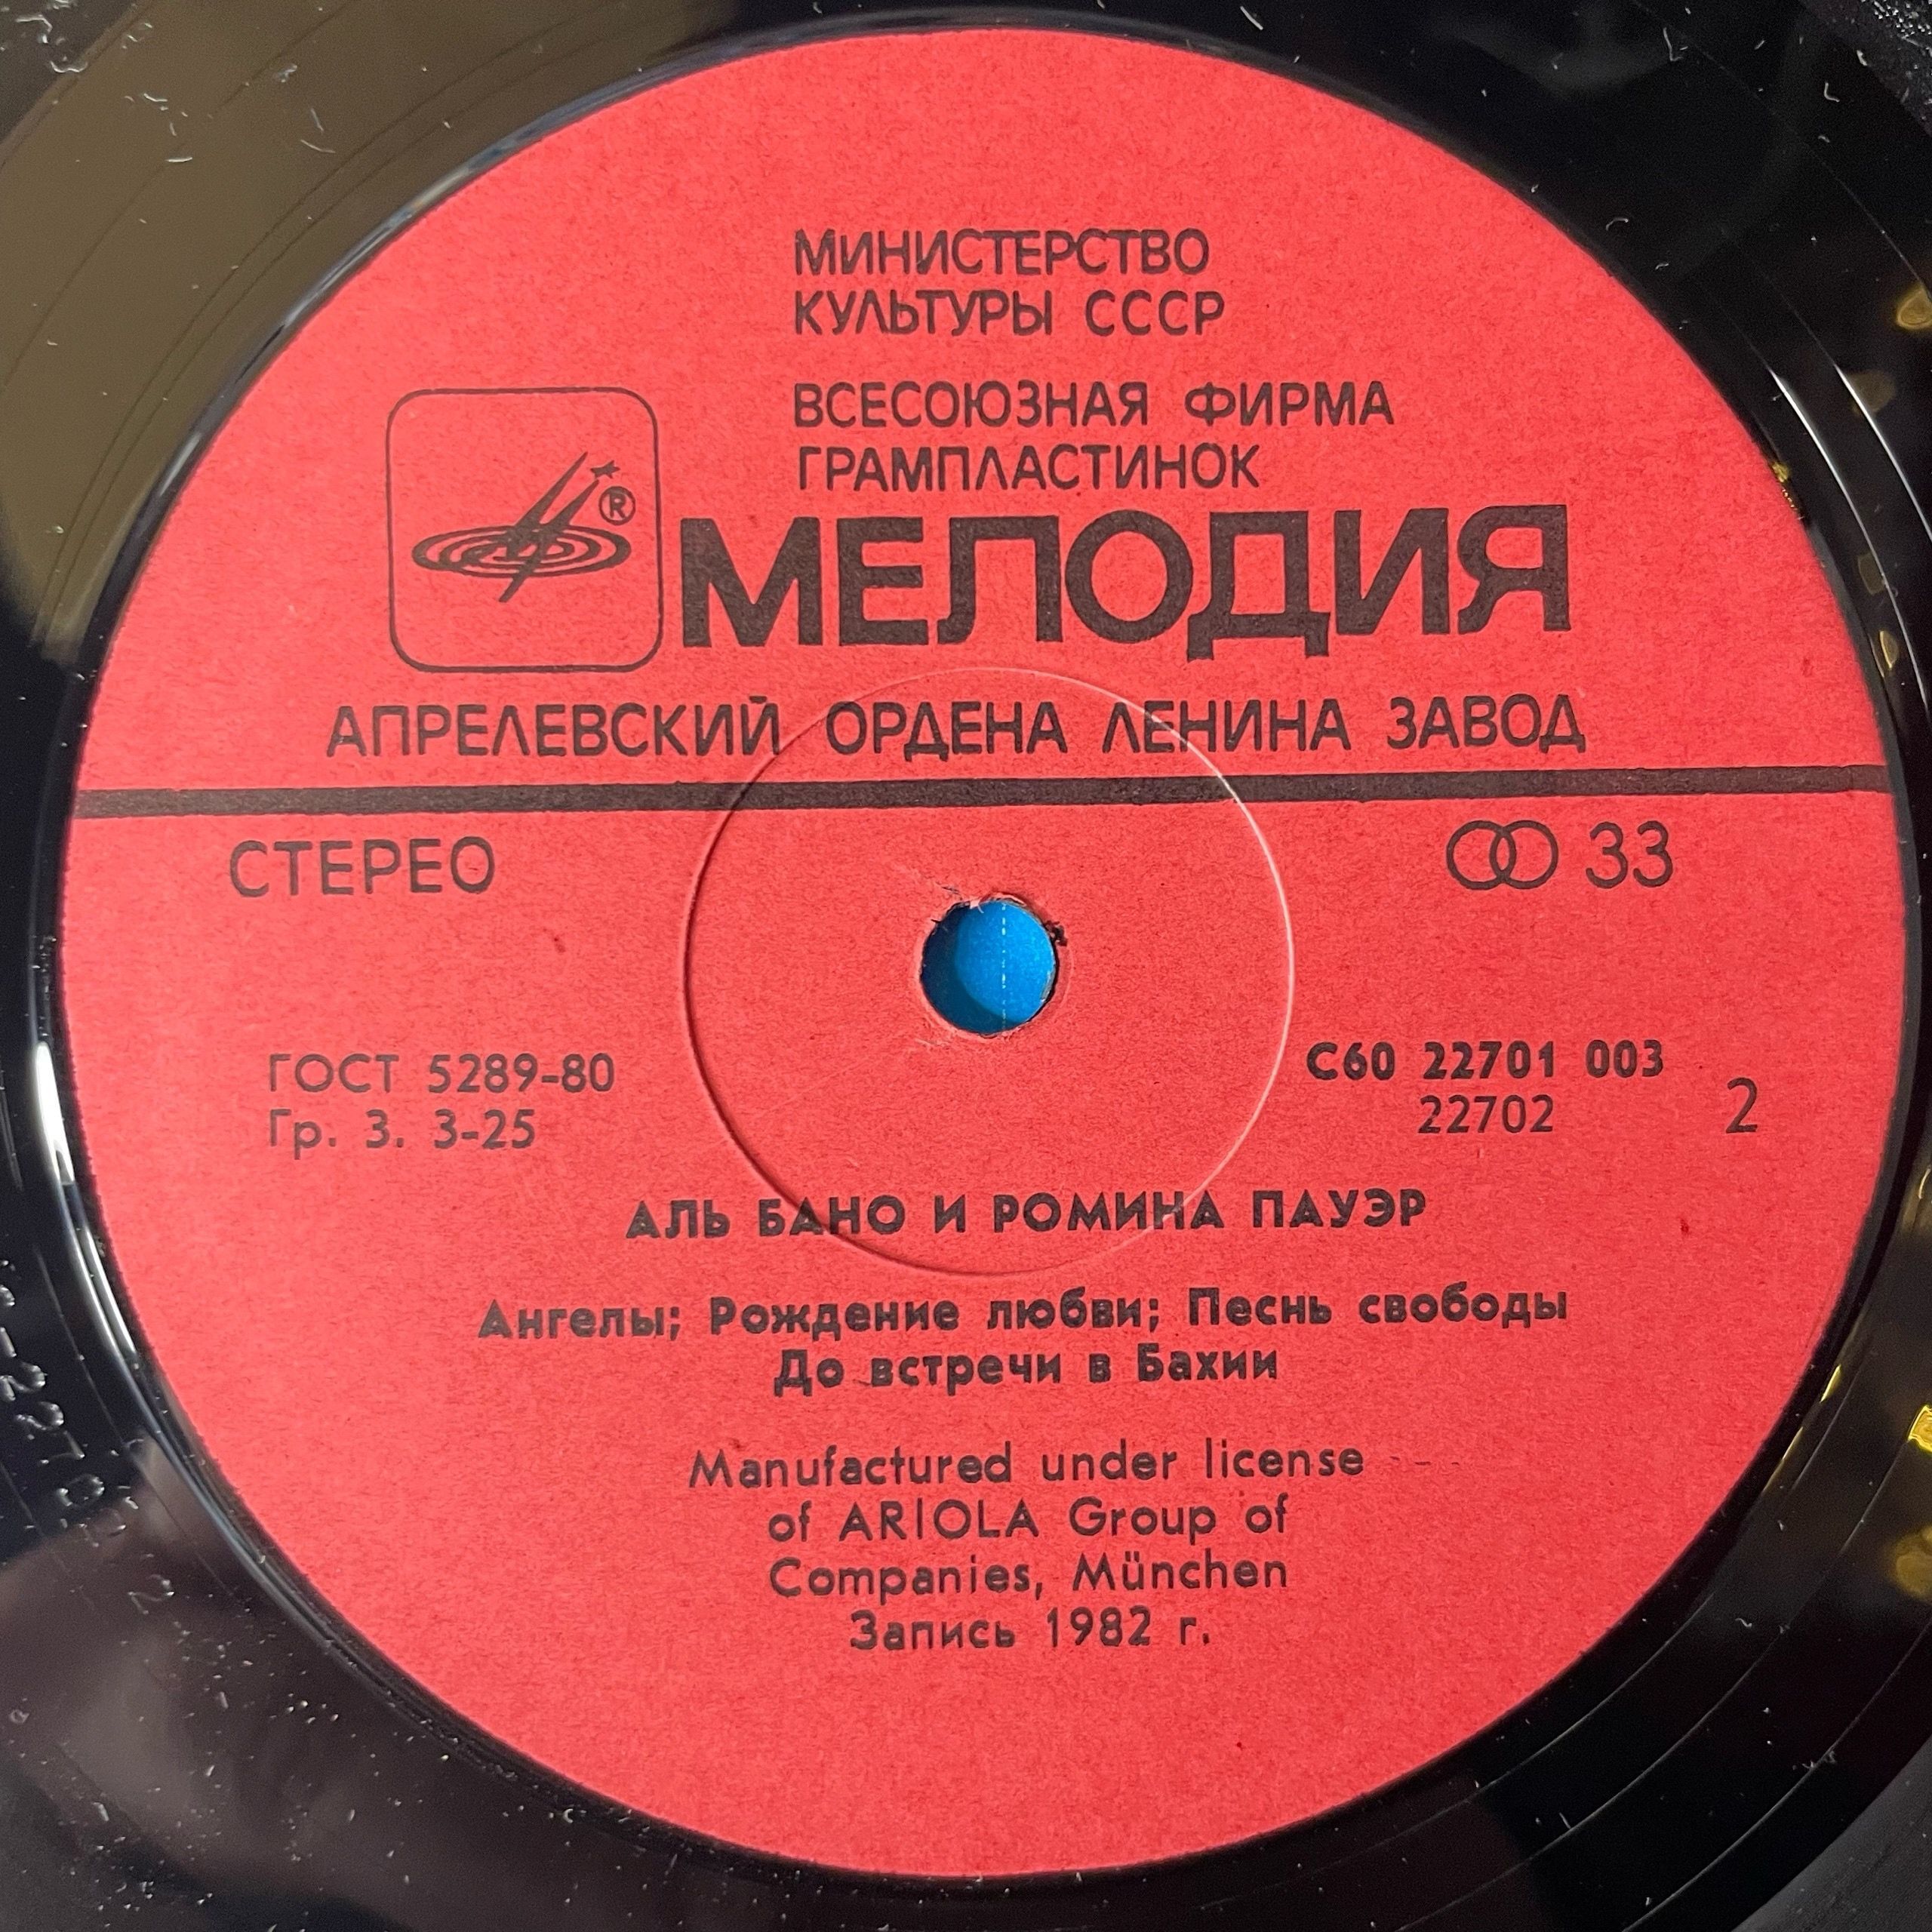 МИНИСТЕРСТВО
КУЛЬТУРЫ СССР
ВСЕСОЮЗНАЯ ФИРМА
ГРАМПЛАСТИНОК
®
МЕЛОДИЯ
АПРЕЛЕВСКИЙ ОРДЕНА ЛЕНИНА ЗАВОД
СТЕРЕО
33
ГОСТ 5289-80
Гр. 3. 3-25
С60 22701 003
22702
2
АЛЬ БАНО И РОМИНА ПАУЭР
Ангелы; Рождение любви; Песнь свободы
До встречи в Бахии
Manufactured under license
of ARIOLA Group of
Companies, München
Запись 1982 г.